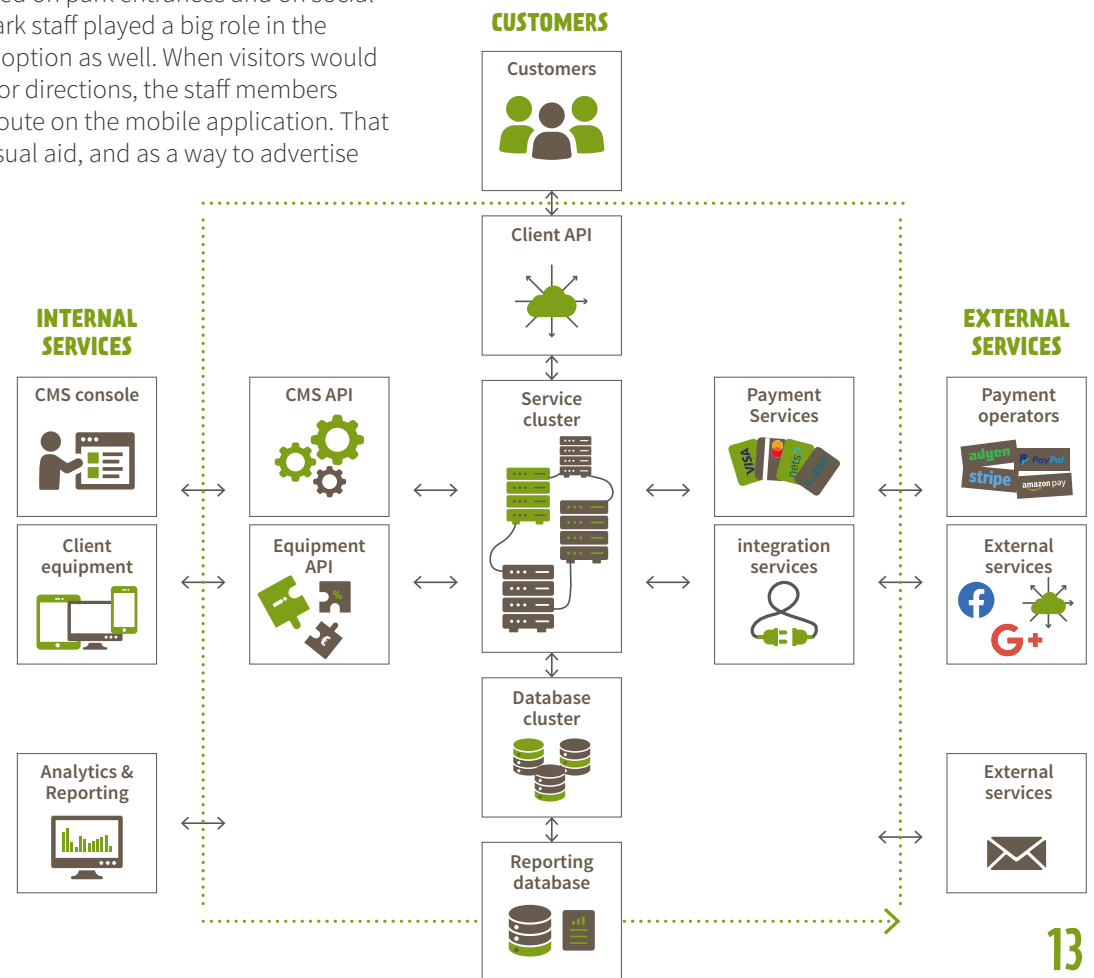 ed on park entrances and on social
ark staff played a big role in the
option as well. When visitors would
or directions, the staff members
oute on the mobile application. That
sual aid, and as a way to advertise
CUSTOMERS
Customers
Client API
INTERNAL
SERVICES
EXTERNAL
SERVICES
CMS console
CMS API
Service
cluster
Payment
Services
VISA
nets
Payment
operators
adyen
PayPal
stripe
amazon pay
Client
equipment
Equipment
API
%
£
integration
services
External
services
G+
Database
cluster
Analytics &
Reporting
External
services
Reporting
database
13